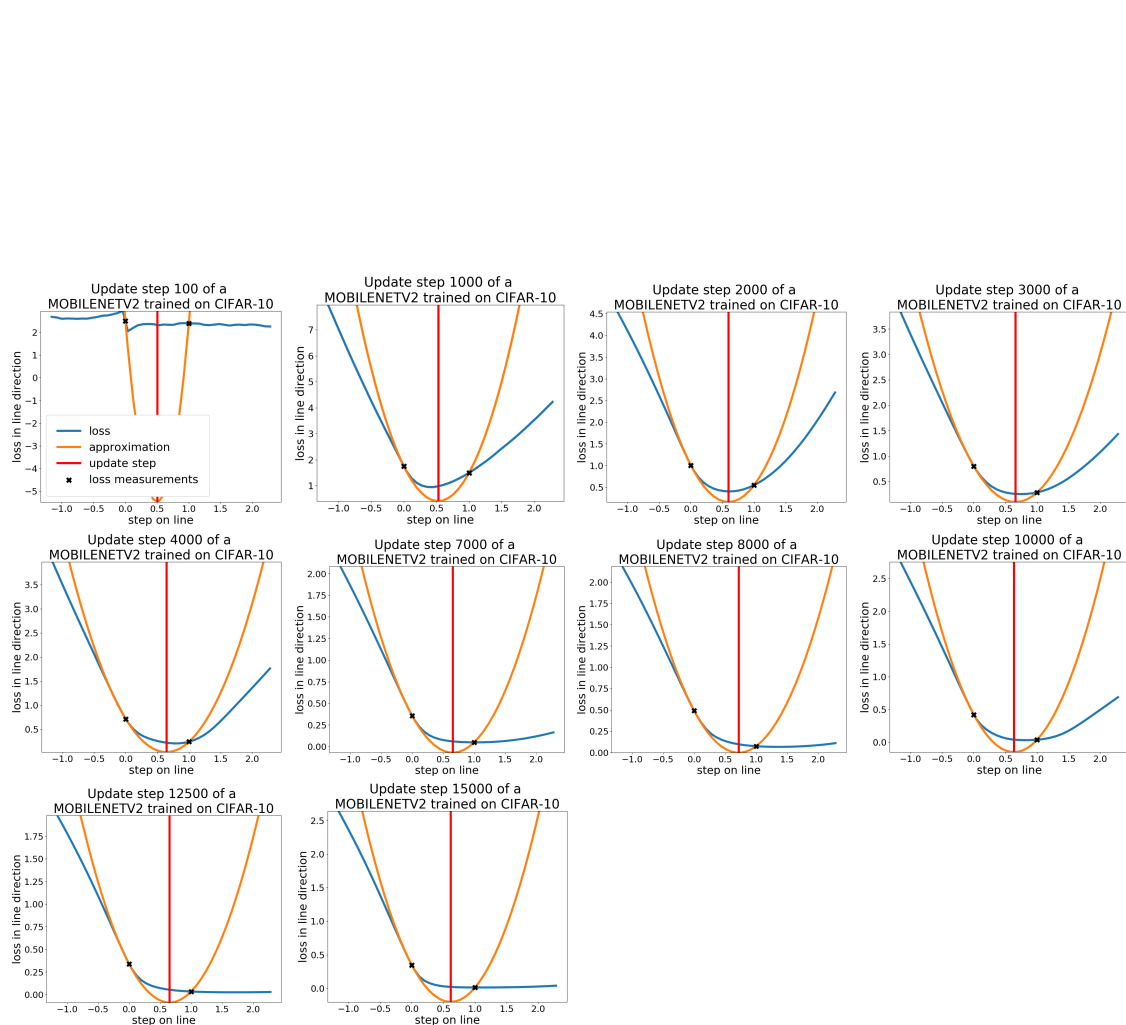 Update step 100 of a
MOBILENETV2 trained on CIFAR-10
loss in line direction
2
1
0
−1
−2
−3
−4
−5
loss
approximation
update step
loss measurements
−1.0 −0.5 0.0 0.5 1.0 1.5 2.0
step on line
Update step 1000 of a
MOBILENETV2 trained on CIFAR-10
loss in line direction
7
6
5
4
3
2
1
−1.0 −0.5 0.0 0.5 1.0 1.5 2.0
step on line
Update step 2000 of a
MOBILENETV2 trained on CIFAR-10
loss in line direction
4.5
4.0
3.5
3.0
2.5
2.0
1.5
1.0
0.5
−1.0 −0.5 0.0 0.5 1.0 1.5 2.0
step on line
Update step 3000 of a
MOBILENETV2 trained on CIFAR-10
loss in line direction
3.5
3.0
2.5
2.0
1.5
1.0
0.5
−1.0 −0.5 0.0 0.5 1.0 1.5 2.0
step on line
Update step 4000 of a
MOBILENETV2 trained on CIFAR-10
loss in line direction
3.5
3.0
2.5
2.0
1.5
1.0
0.5
−1.0 −0.5 0.0 0.5 1.0 1.5 2.0
step on line
Update step 7000 of a
MOBILENETV2 trained on CIFAR-10
loss in line direction
2.00
1.75
1.50
1.25
1.00
0.75
0.50
0.25
0.00
−1.0 −0.5 0.0 0.5 1.0 1.5 2.0
step on line
Update step 8000 of a
MOBILENETV2 trained on CIFAR-10
loss in line direction
2.00
1.75
1.50
1.25
1.00
0.75
0.50
0.25
0.00
−1.0 −0.5 0.0 0.5 1.0 1.5 2.0
step on line
Update step 10000 of a
MOBILENETV2 trained on CIFAR-10
loss in line direction
2.5
2.0
1.5
1.0
0.5
0.0
−1.0 −0.5 0.0 0.5 1.0 1.5 2.0
step on line
Update step 12500 of a
MOBILENETV2 trained on CIFAR-10
loss in line direction
1.75
1.50
1.25
1.00
0.75
0.50
0.25
0.00
−1.0 −0.5 0.0 0.5 1.0 1.5 2.0
step on line
Update step 15000 of a
MOBILENETV2 trained on CIFAR-10
loss in line direction
2.5
2.0
1.5
1.0
0.5
0.0
−1.0 −0.5 0.0 0.5 1.0 1.5 2.0
step on line